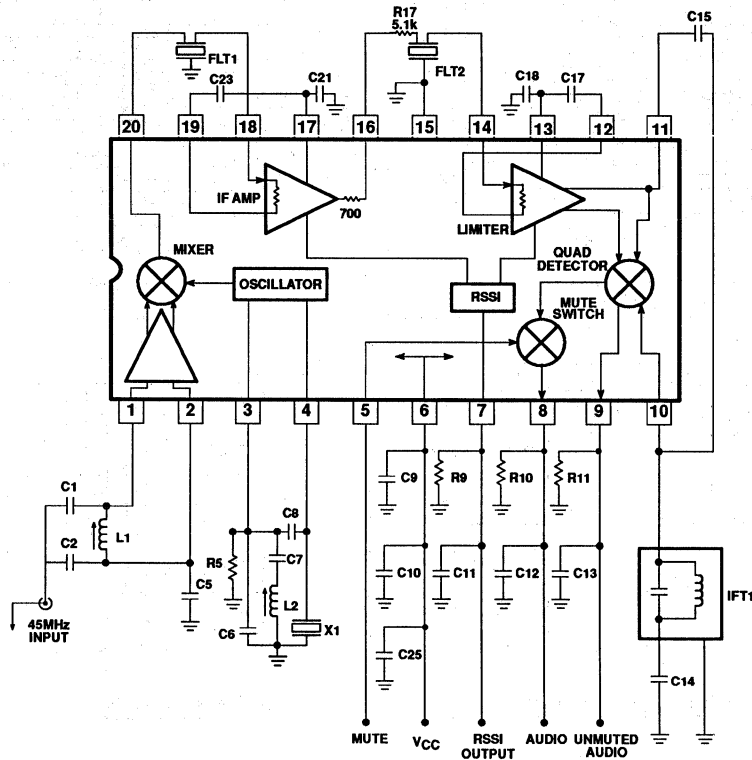 R17
5.1k
C15
FLT1
FLT2
C23
C21
C18
C17
20
19
18
17
16
15
14
13
12
11
IF AMP
700
LIMITER
MIXER
QUAD
DETECTOR
OSCILLATOR
RSSI
MUTE
SWITCH
1
2
3
4
5
6
7
8
9
10
C1
L1
C2
C5
45MHz
INPUT
C8
R5
C7
L2
C6
X1
C9
R9
R10
R11
C10
C11
C12
C13
C25
IFT1
C14
MUTE
VCC
RSSI
OUTPUT
AUDIO
UNMUTED
AUDIO